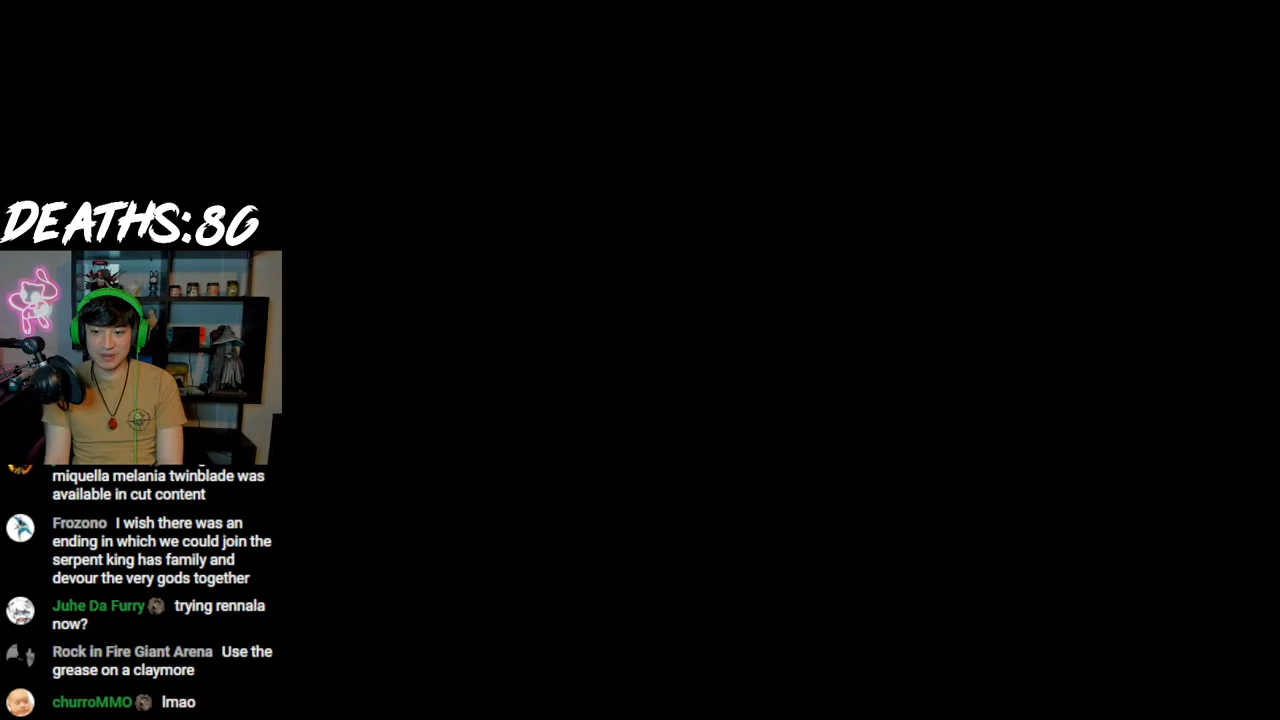 DEATHS:86
miquella melania twinblade was
available in cut content
Frozono I wish there was an
ending in which we could join the
serpent king has family and
devour the very gods together
Juhe Da Furry trying rennala
now?
Rock in Fire Giant Arena Use the
grease on a claymore
churroMMO lmao